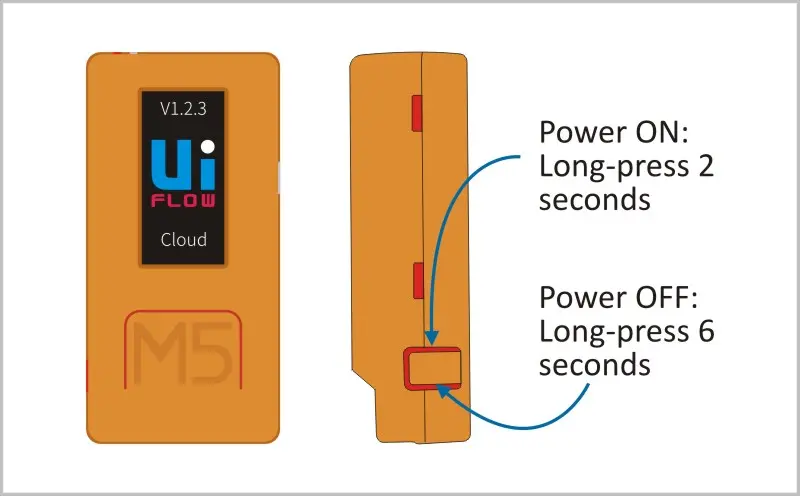 V1.2.3
Ui
FLOW
Cloud
M5
Power ON:
Long-press 2
seconds
Power OFF:
Long-press 6
seconds